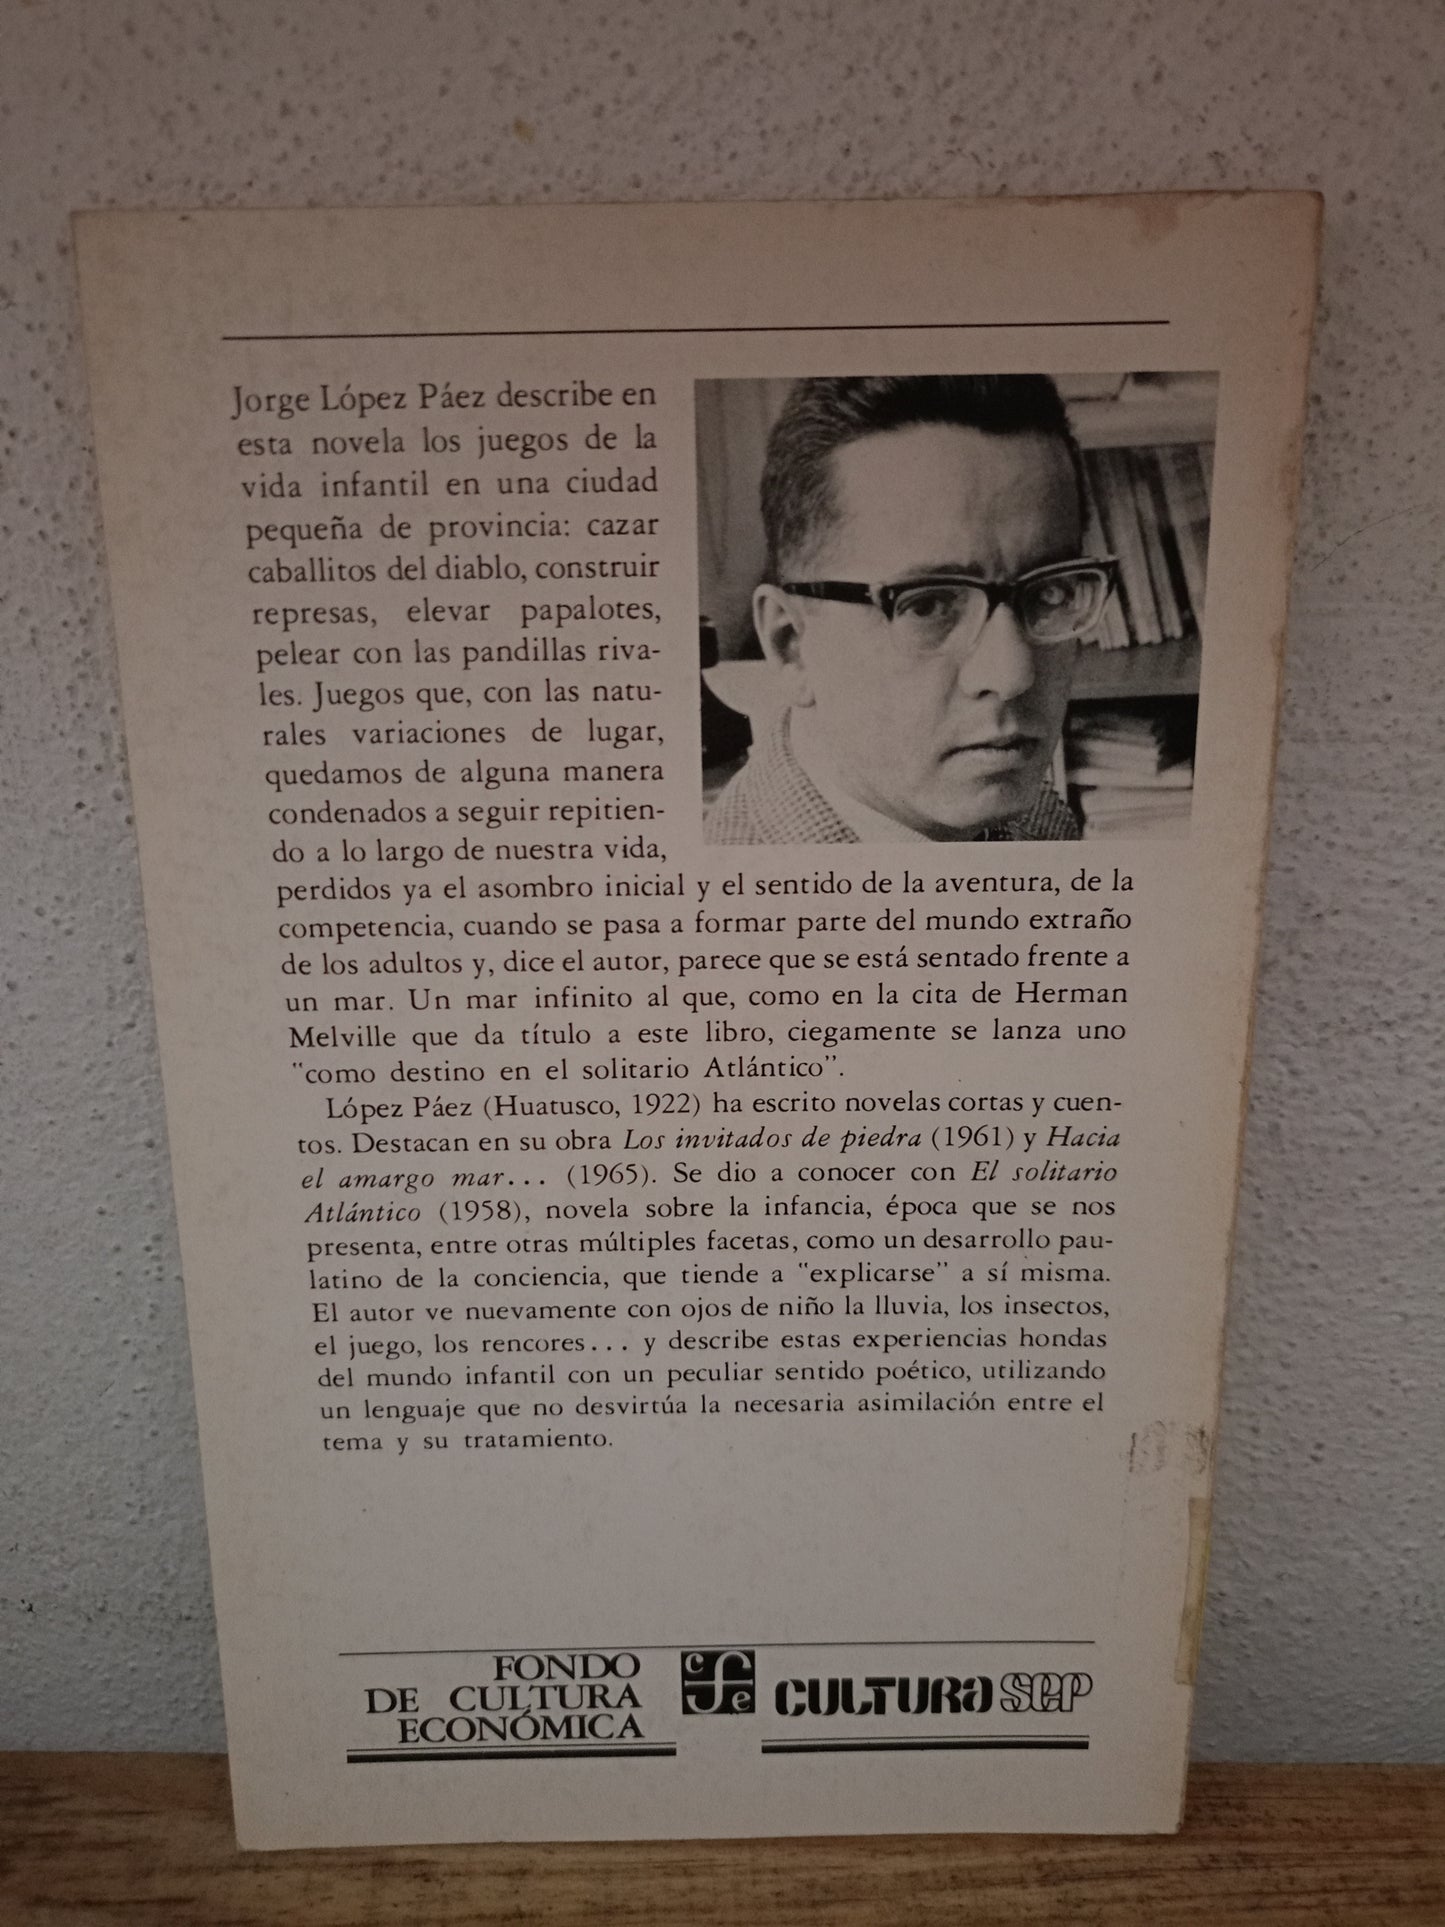 Jorge López Páez describe en
esta novela los juegos de la
vida infantil en una ciudad
pequeña de provincia: cazar
caballitos del diablo, construir
represas, elevar papalotes,
pelear con las pandillas riva-
les. Juegos que, con las natu-
rales variaciones de lugar,
quedamos de alguna manera
condenados a seguir repitien-
do a lo largo de nuestra vida,
perdidos ya el asombro inicial y el sentido de la aventura, de la
competencia, cuando se pasa a formar parte del mundo extraño
de los adultos y, dice el autor, parece que se está sentado frente a
un mar. Un mar infinito al que, como en la cita de Herman
Melville que da título a este libro, ciegamente se lanza uno
"como destino en el solitario Atlántico".
López Páez (Huatusco, 1922) ha escrito novelas cortas y cuen-
tos. Destacan en su obra Los invitados de piedra (1961) y Hacia
el amargo mar... (1965). Se dio a conocer con El solitario
Atlántico (1958), novela sobre la infancia, época que se nos
presenta, entre otras múltiples facetas, como un desarrollo pau-
latino de la conciencia, que tiende a "explicarse" a sí misma.
El autor ve nuevamente con ojos de niño la lluvia, los insectos,
el juego, los rencores... y describe estas experiencias hondas
del mundo infantil con un peculiar sentido poético, utilizando
un lenguaje que no desvirtúa la necesaria asimilación entre el
tema y su tratamiento.
FONDO
DE CULTURA
ECONÓMICA
cfe
CULTURA SEP